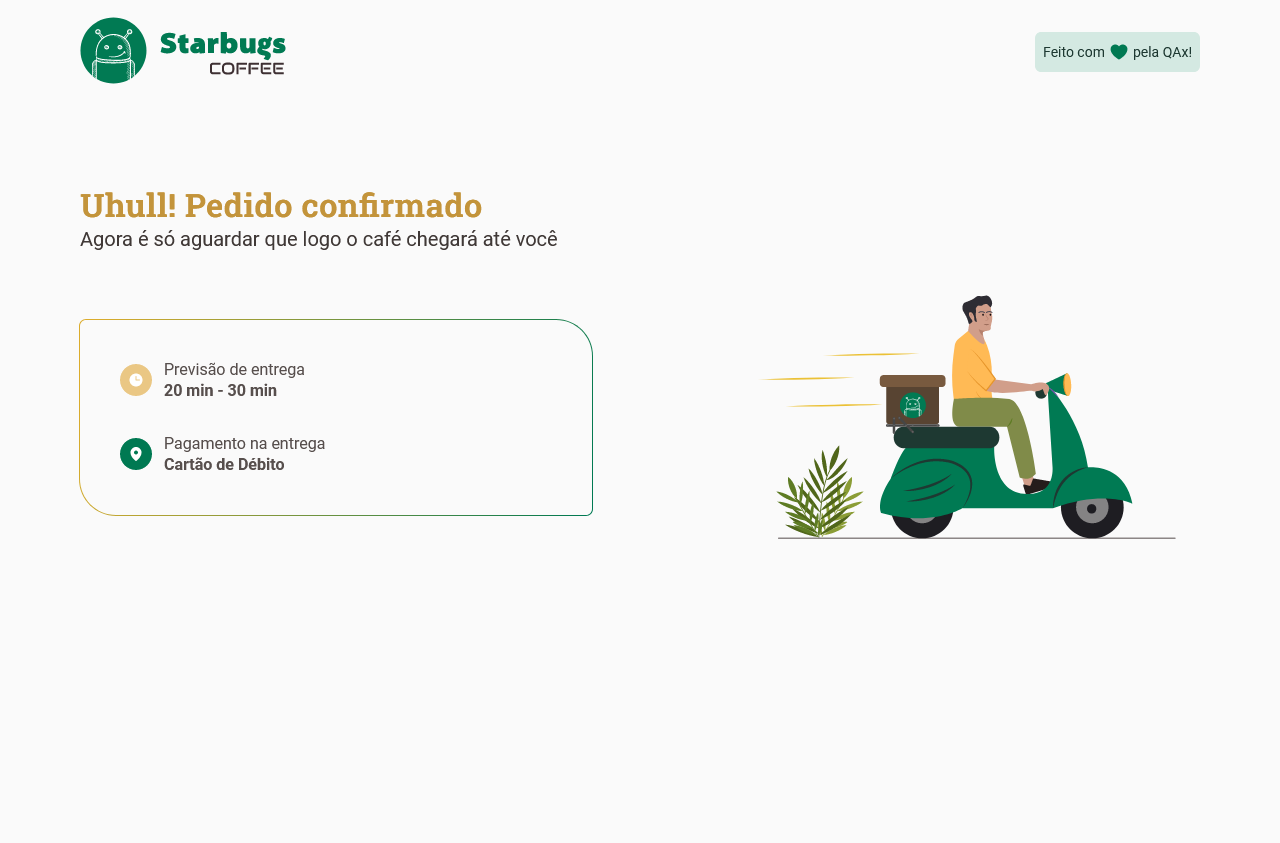 Starbugs
COFFEE
Feito com pela QAx!
Uhull! Pedido confirmado
Agora é só aguardar que logo o café chegará até você
Previsão de entrega
20 min - 30 min
Pagamento na entrega
Cartão de Débito